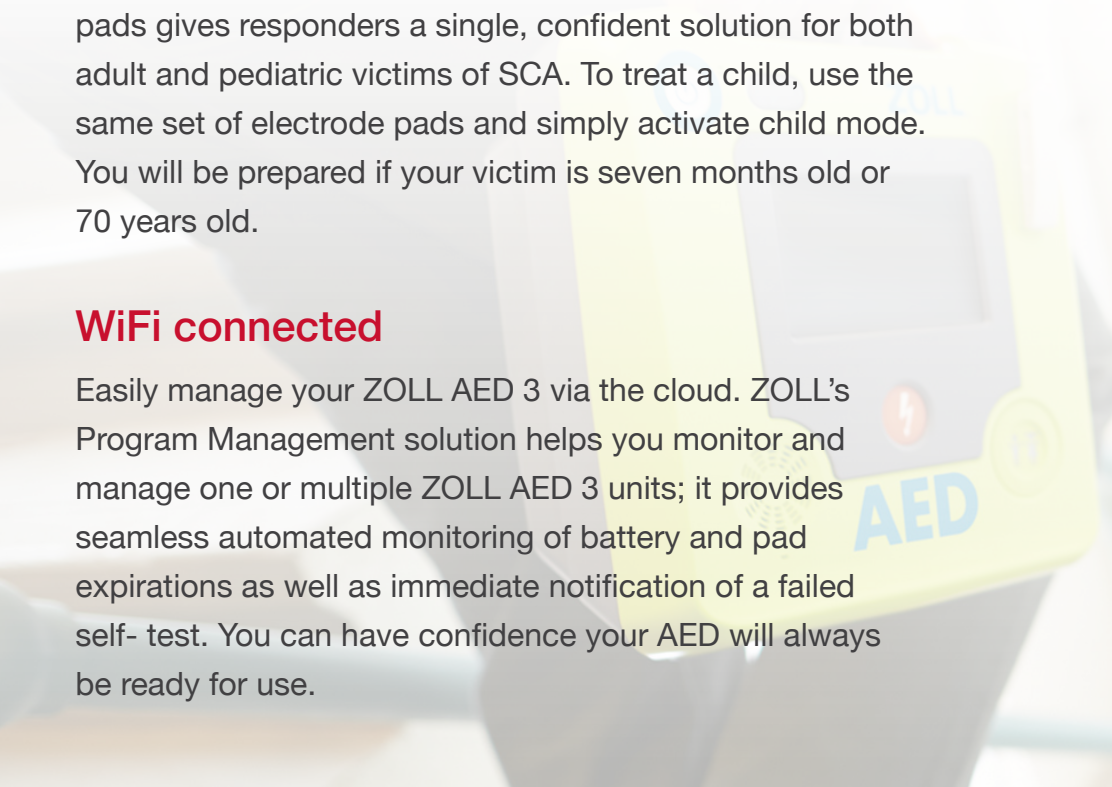 pads gives responders a single, confident solution for both
adult and pediatric victims of SCA. To treat a child, use the
same set of electrode pads and simply activate child mode.
You will be prepared if your victim is seven months old or
70 years old.
WiFi connected
Easily manage your ZOLL AED 3 via the cloud. ZOLL’s
Program Management solution helps you monitor and
manage one or multiple ZOLL AED 3 units; it provides
seamless automated monitoring of battery and pad
expirations as well as immediate notification of a failed
self- test. You can have confidence your AED will always
be ready for use.
ZOLL
AED